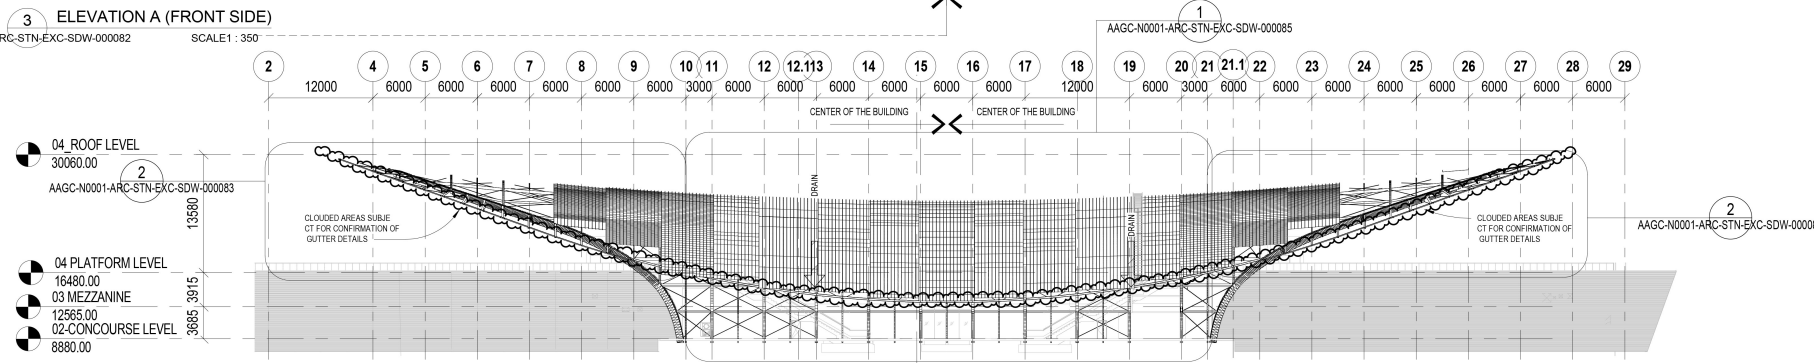 3
ELEVATION A (FRONT SIDE)
RC-STN-EXC-SDW-000082
SCALE1 : 350
1
AAGC-N0001-ARC-STN-EXC-SDW-000085
2 4 5 6 7 8 9 10 11 12 12.1 13 14 15 16 17 18 19 20 21 21.1 22 23 24 25 26 27 28 29
12000 6000 6000 6000 6000 6000 6000 3000 6000 6000 6000 6000 6000 6000 12000 6000 3000 6000 6000 6000 6000 6000 6000 6000 6000
CENTER OF THE BUILDING
CENTER OF THE BUILDING
04_ROOF LEVEL
30060.00
2
AAGC-N0001-ARC-STN-EXC-SDW-000083
13580
DRAIN
DRAIN
CLOUDED AREAS SUBJE
CT FOR CONFIRMATION OF
GUTTER DETAILS
CLOUDED AREAS SUBJE
CT FOR CONFIRMATION OF
GUTTER DETAILS
2
AAGC-N0001-ARC-STN-EXC-SDW-00008
04 PLATFORM LEVEL
16480.00
3915
03 MEZZANINE
12565.00
3685
02-CONCOURSE LEVEL
8880.00